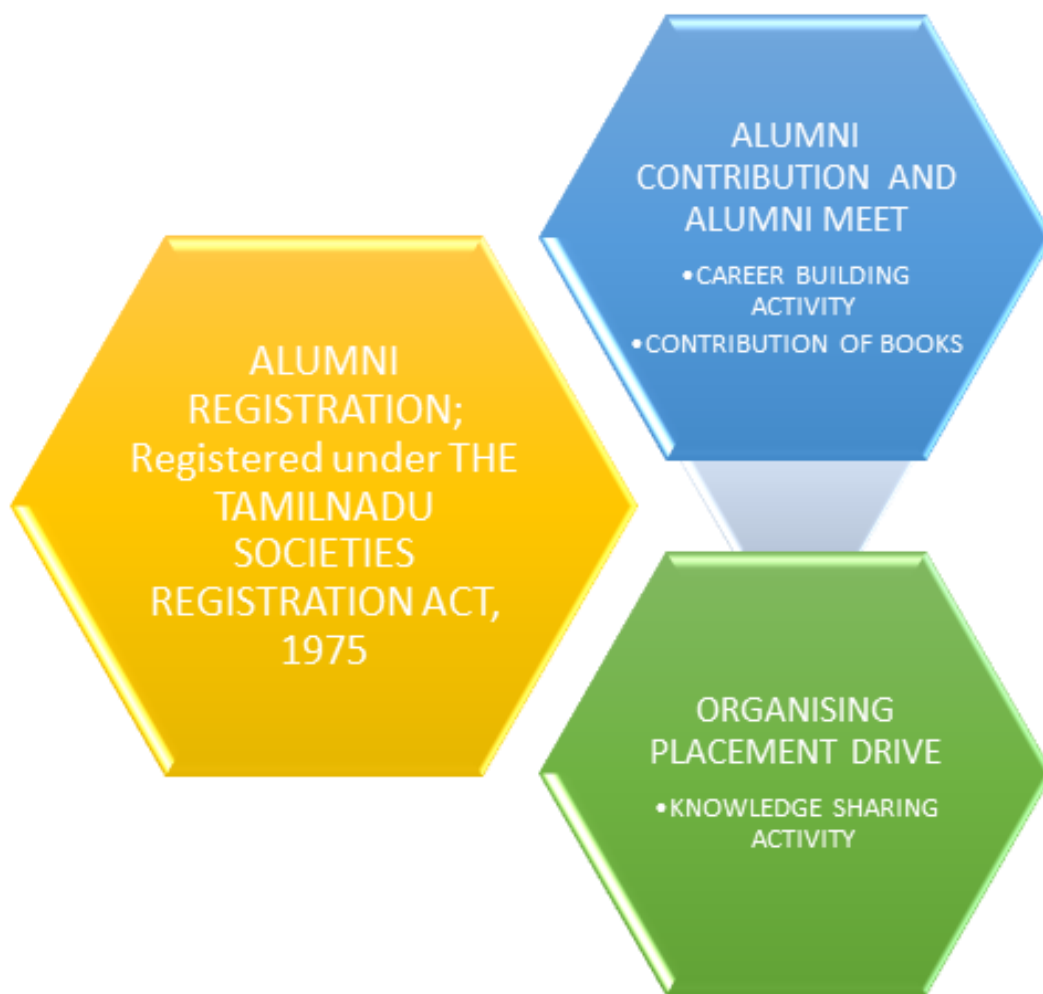 ALUMNI
REGISTRATION;
Registered under THE
TAMILNADU
SOCIETIES
REGISTRATION ACT,
1975
ALUMNI
CONTRIBUTION AND
ALUMNI MEET
•CAREER BUILDING
ACTIVITY
•CONTRIBUTION OF BOOKS
ORGANISING
PLACEMENT DRIVE
•KNOWLEDGE SHARING
ACTIVITY